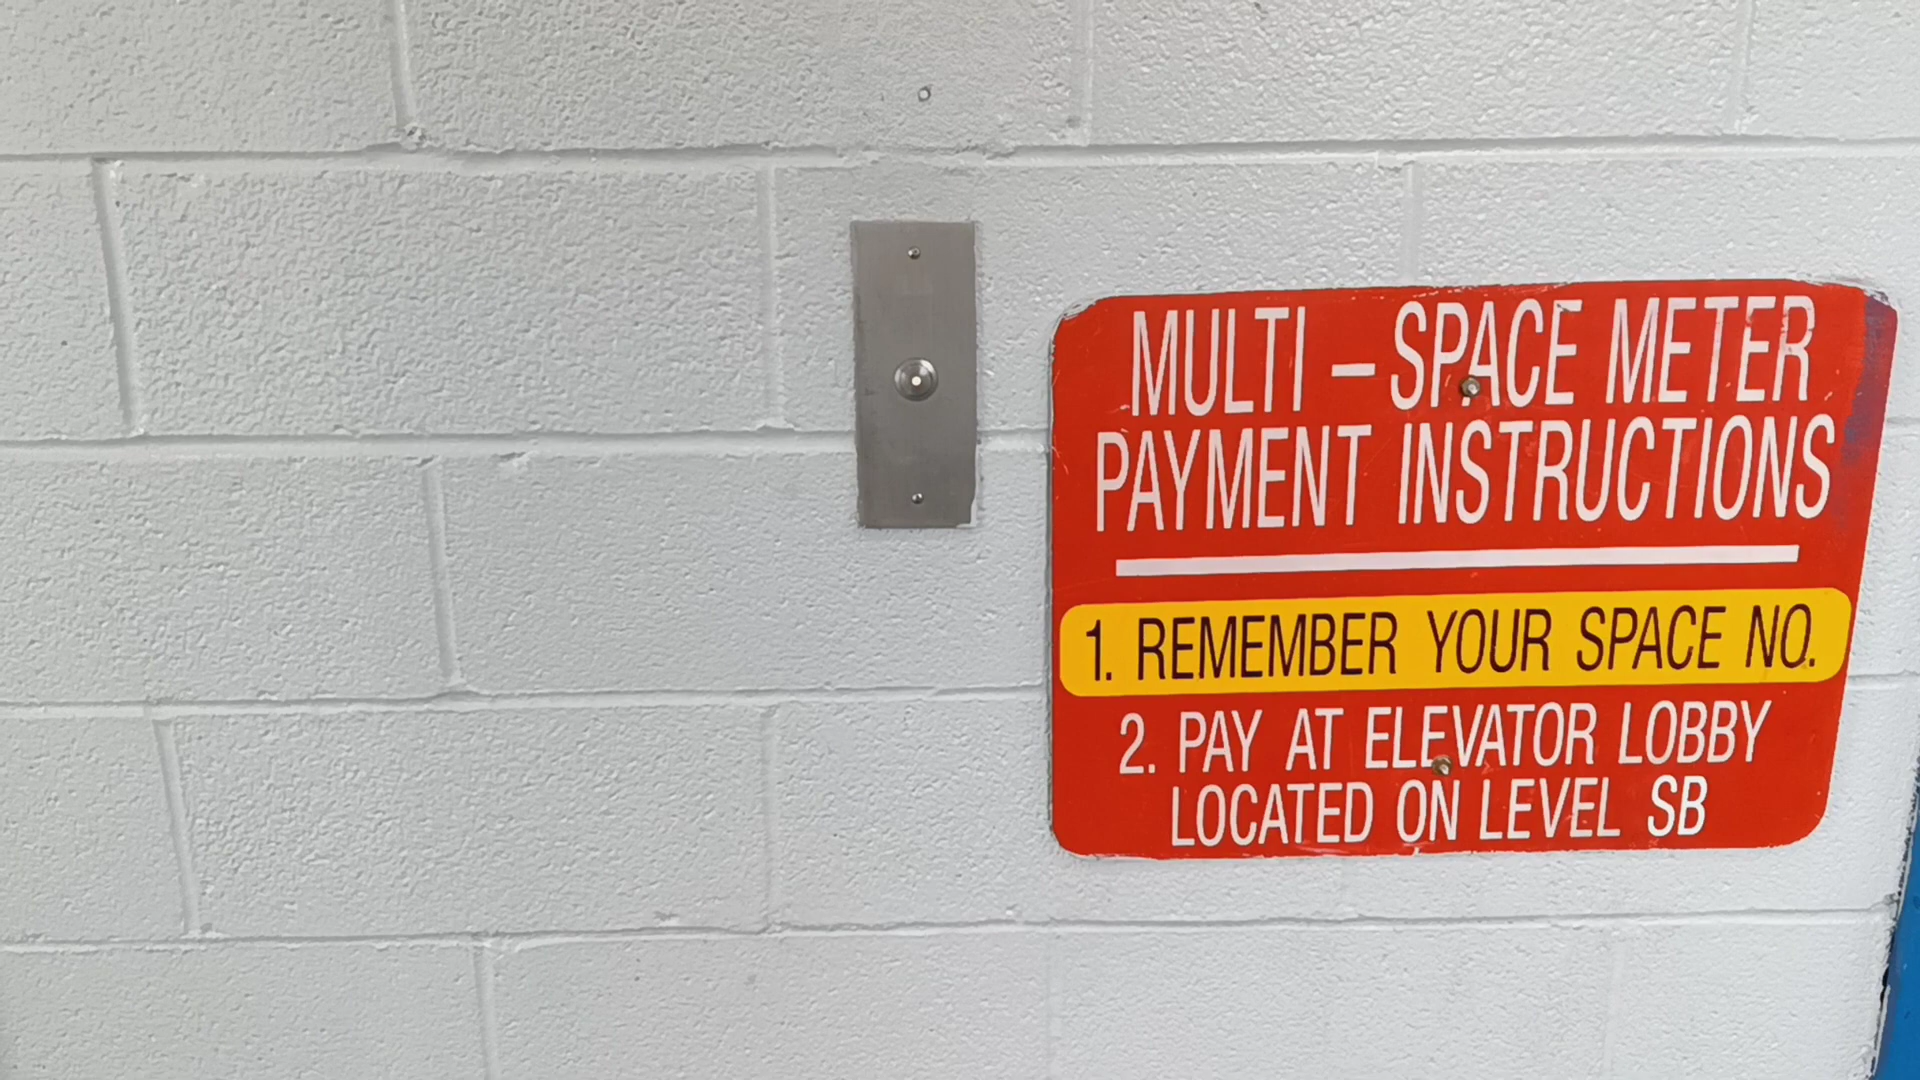 MULTI – SPACE METER
PAYMENT INSTRUCTIONS
1. REMEMBER YOUR SPACE NO.
2. PAY AT ELEVATOR LOBBY
LOCATED ON LEVEL SB